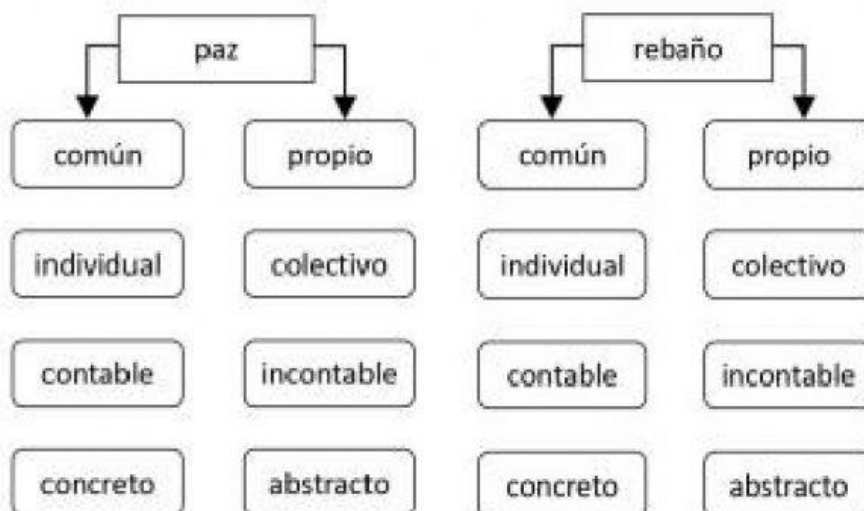 paz
común propio
individual colectivo
contable incontable
concreto abstracto
rebaño
común propio
individual colectivo
contable incontable
concreto abstracto